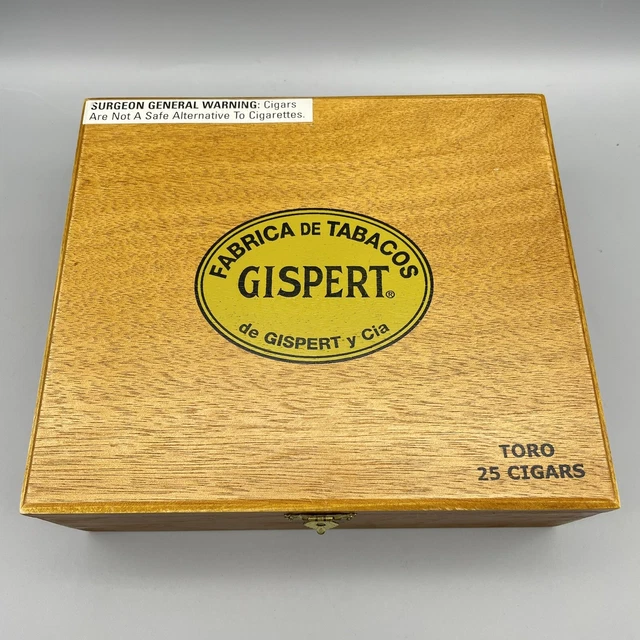 SURGEON GENERAL WARNING: Cigars
Are Not A Safe Alternative To Cigarettes.
FABRICA DE TABACOS
GISPERT®
de GISPERT y Cia
TORO
25 CIGARS